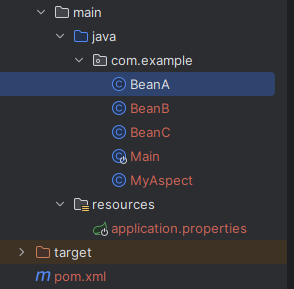 main
java
com.example
BeanA
BeanB
BeanC
Main
MyAspect
resources
application.properties
target
pom.xml